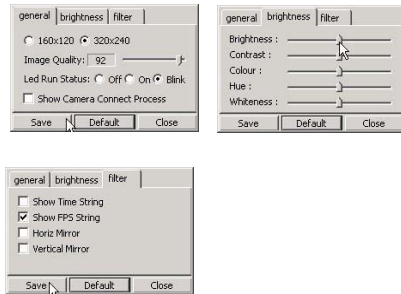 general brightness filter
160x120 320x240
Image Quality: 92
Led Run Status: Off On Blink
Show Camera Connect Process
Save Default Close
general brightness filter
Brightness :
Contrast :
Colour :
Hue :
Whiteness :
Save Default Close
general brightness filter
Show Time String
Show FPS String
Horiz Mirror
Vertical Mirror
Save Default Close